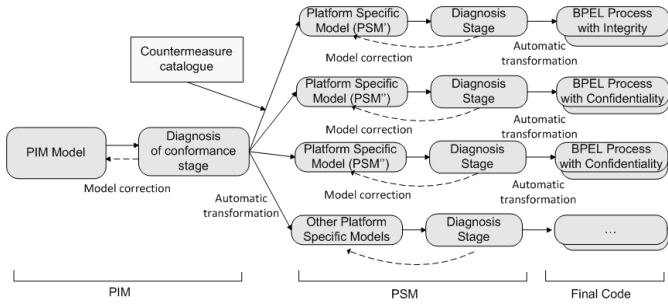 Platform Specific
Model (PSM')
Diagnosis
Stage
BPEL Process
with Integrity
Model correction
Automatic
transformation
Countermeasure
catalogue
Platform Specific
Model (PSM'')
Diagnosis
Stage
BPEL Process
with Confidentiality
Model correction
Automatic
transformation
PIM Model
Diagnosis
of conformance
stage
Model correction
Platform Specific
Model (PSM'')
Diagnosis
Stage
BPEL Process
with Confidentiality
Model correction
Automatic
transformation
Automatic
transformation
Other Platform
Specific Models
Diagnosis
Stage
...
PIM
PSM
Final Code